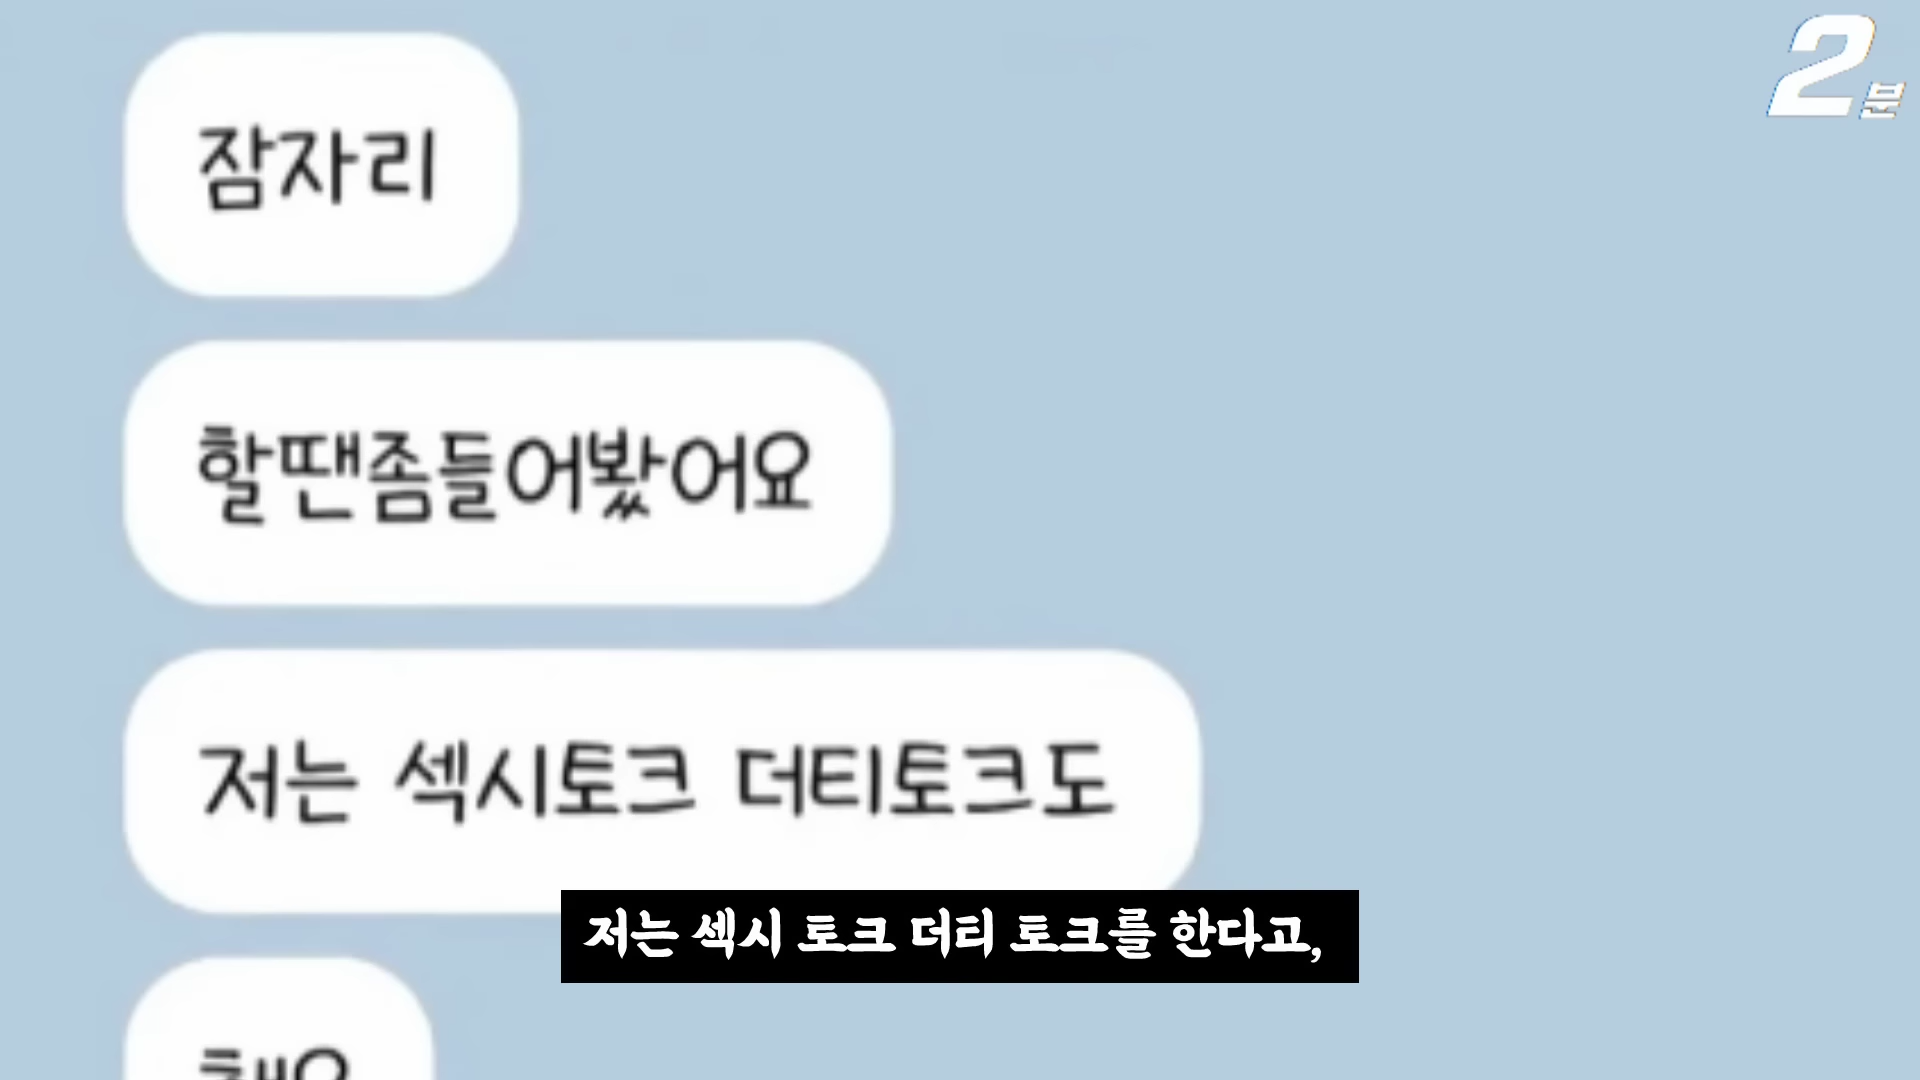 2분
잠자리
할땐좀들어봤어요
저는 섹시토크 더티토크도
저는 섹시 토크 더티 토크를 한다고,
해요